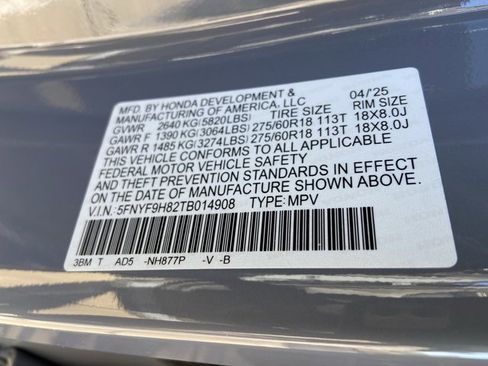 MFD. BY HONDA DEVELOPMENT & 04/'25
MANUFACTURING OF AMERICA, LLC TIRE SIZE RIM SIZE
GVWR 2640 KG(5820LBS)
GAWR F 1390 KG(3064LBS) 275/60R18 113T 18X8.0J
GAWR R 1485 KG(3274LBS) 275/60R18 113T 18X8.0J
THIS VEHICLE CONFORMS TO ALL APPLICABLE
FEDERAL MOTOR VEHICLE SAFETY
AND THEFT PREVENTION STANDARDS IN EFFECT
ON THE DATE OF MANUFACTURE SHOWN ABOVE.
V.I.N.: 5FNYF9H82TB014908 TYPE: MPV
3BM T AD5 -NH877P -V -B